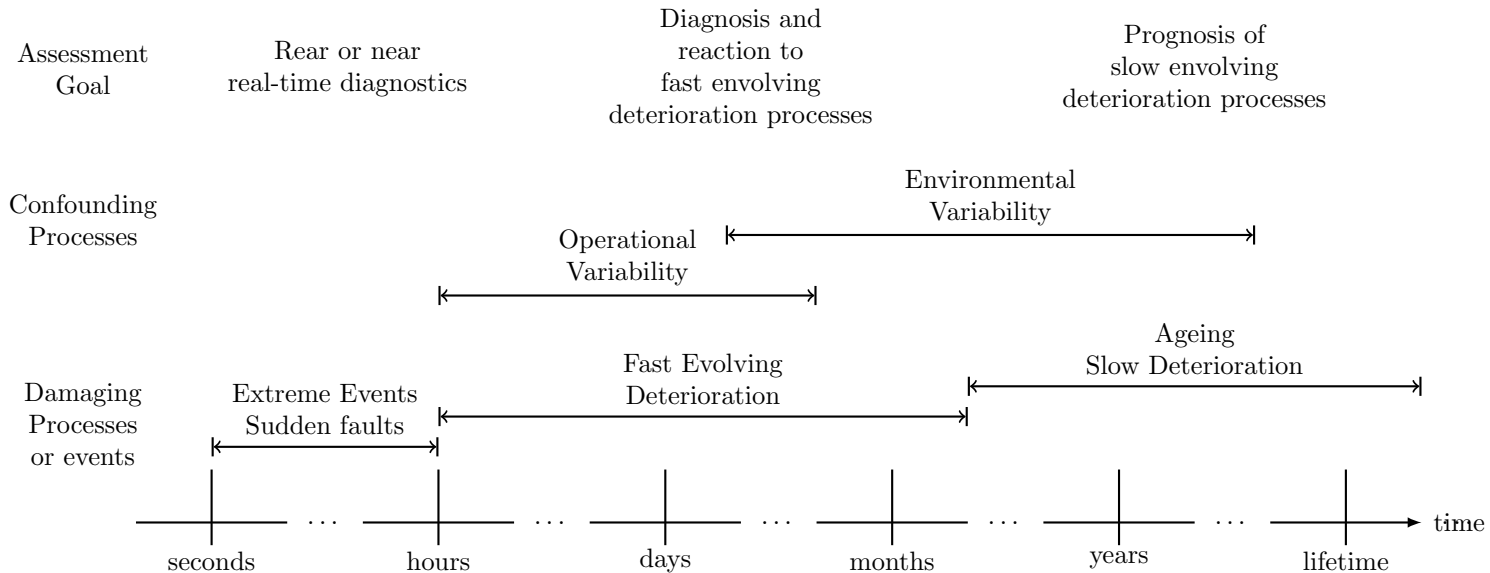 Assessment
Goal
Rear or near
real-time diagnostics
Diagnosis and
reaction to
fast envolving
deterioration processes
Prognosis of
slow envolving
deterioration processes
Confounding
Processes
Operational
Variability
Environmental
Variability
Damaging
Processes
or events
Extreme Events
Sudden faults
Fast Evolving
Deterioration
Ageing
Slow Deterioration
... ... ... ... ... time
seconds hours days months years lifetime